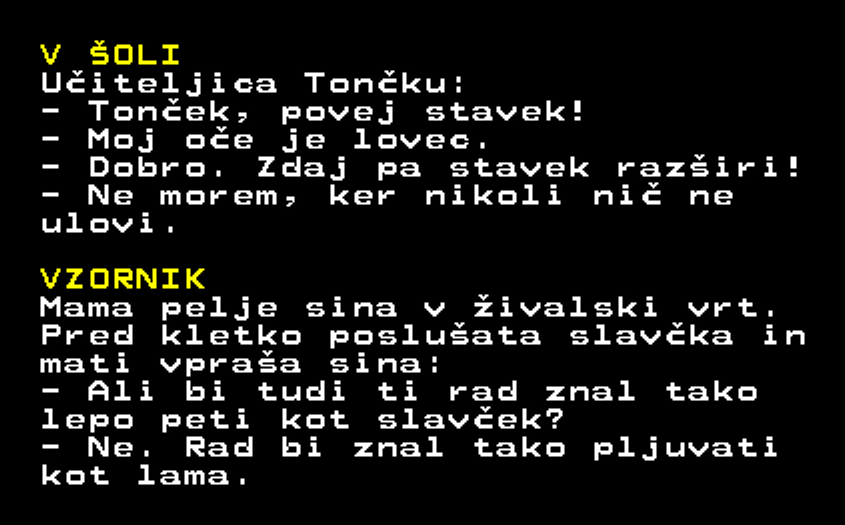 V ŠOLI
Učiteljica Tončku:
- Tonček, povej stavek!
- Moj oče je lovec.
- Dobro. Zdaj pa stavek razširi!
- Ne morem, ker nikoli nič ne
ulovi.
VZORNIK
Mama pelje sina v živalski vrt.
Pred kletko poslušata slavčka in
mati vpraša sina:
- Ali bi tudi ti rad znal tako
lepo peti kot slavček?
- Ne. Rad bi znal tako pljuvati
kot lama.